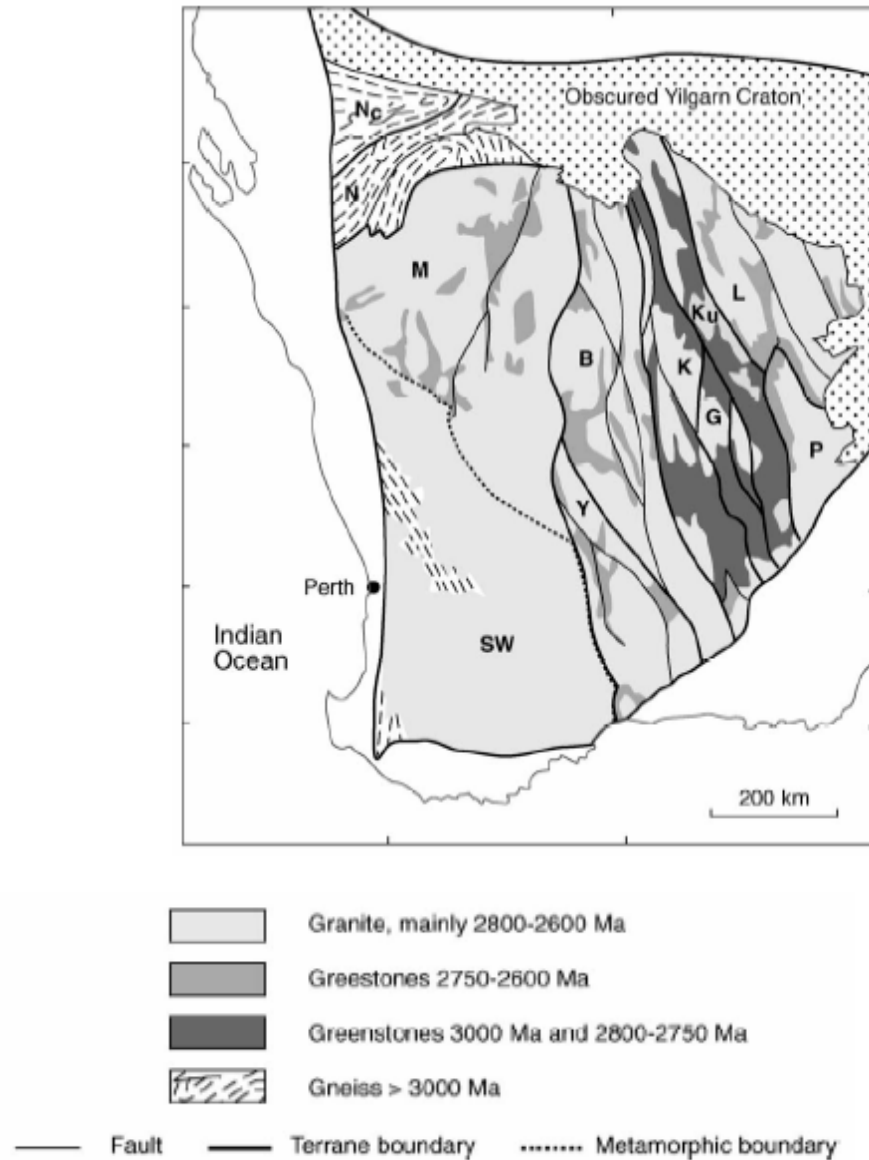 'Obscured Yilgarn Craton'
Nc
N
M
L
Ku
B
K
G
P
Y
Perth
Indian
Ocean
SW
200 km
Granite, mainly 2800-2600 Ma
Greestones 2750-2600 Ma
Greenstones 3000 Ma and 2800-2750 Ma
Gneiss > 3000 Ma
Fault Terrane boundary Metamorphic boundary